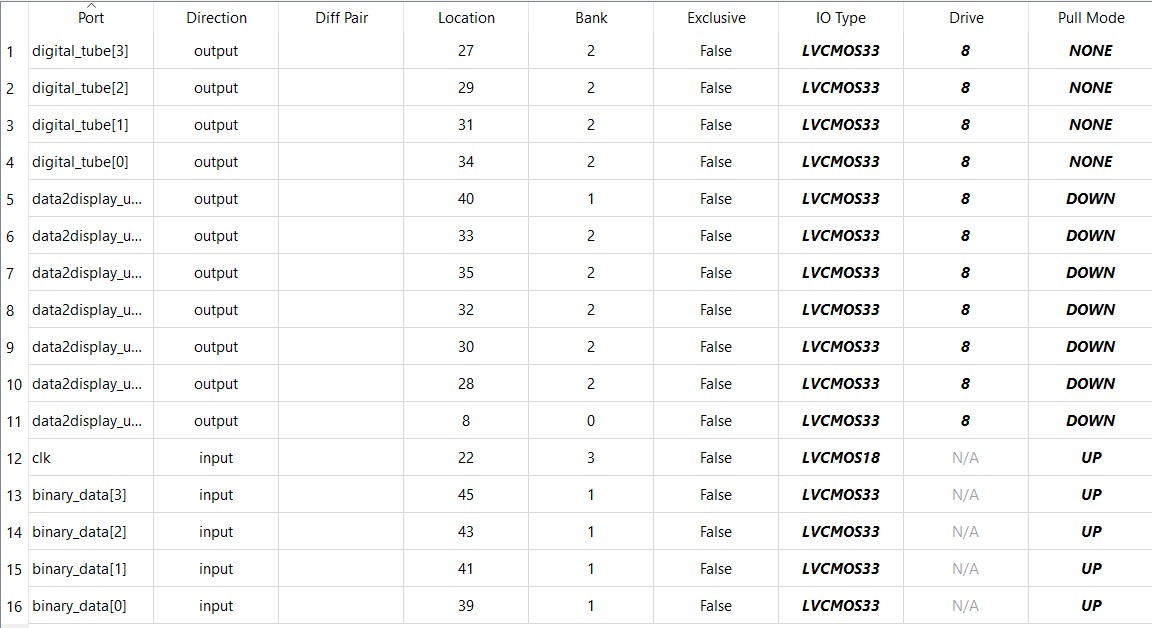 Port Direction Diff Pair Location Bank Exclusive IO Type Drive Pull Mode
1 digital_tube[3] output 27 2 False LVCMOS33 8 NONE
2 digital_tube[2] output 29 2 False LVCMOS33 8 NONE
3 digital_tube[1] output 31 2 False LVCMOS33 8 NONE
4 digital_tube[0] output 34 2 False LVCMOS33 8 NONE
5 data2display_u... output 40 1 False LVCMOS33 8 DOWN
6 data2display_u... output 33 2 False LVCMOS33 8 DOWN
7 data2display_u... output 35 2 False LVCMOS33 8 DOWN
8 data2display_u... output 32 2 False LVCMOS33 8 DOWN
9 data2display_u... output 30 2 False LVCMOS33 8 DOWN
10 data2display_u... output 28 2 False LVCMOS33 8 DOWN
11 data2display_u... output 8 0 False LVCMOS33 8 DOWN
12 clk input 22 3 False LVCMOS18 N/A UP
13 binary_data[3] input 45 1 False LVCMOS33 N/A UP
14 binary_data[2] input 43 1 False LVCMOS33 N/A UP
15 binary_data[1] input 41 1 False LVCMOS33 N/A UP
16 binary_data[0] input 39 1 False LVCMOS33 N/A UP